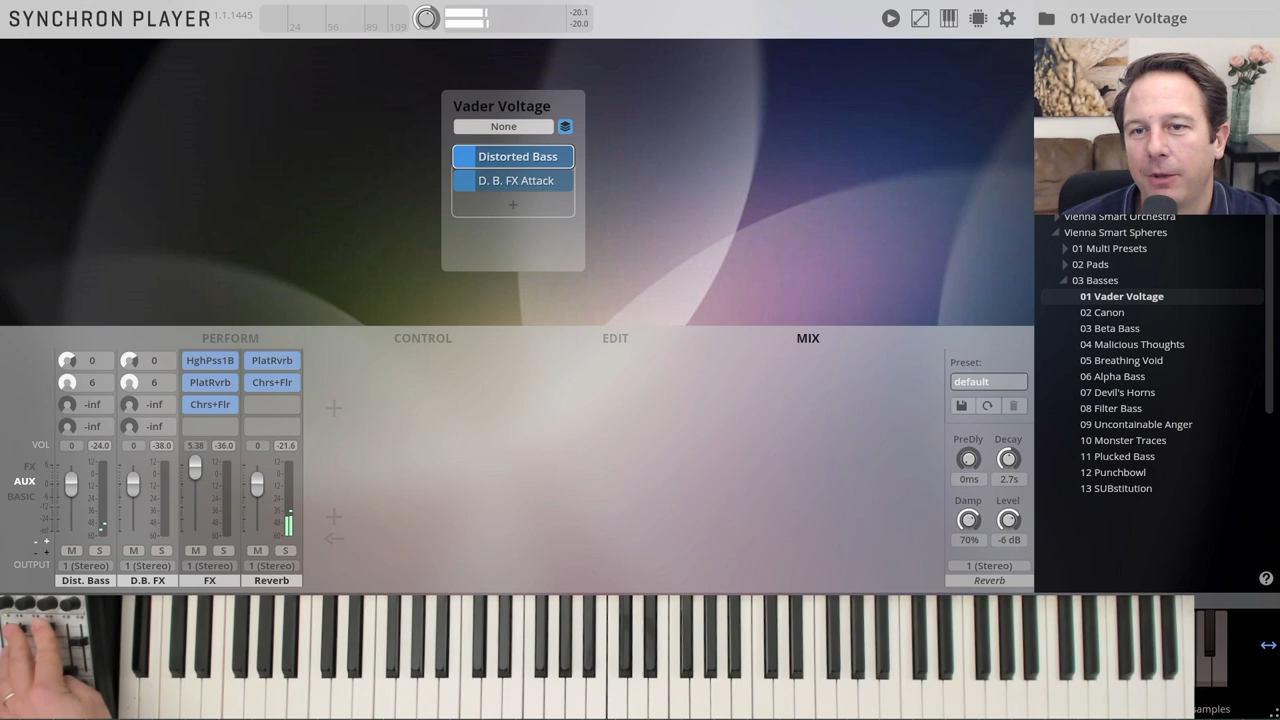 SYNCHRON PLAYER 1.1.1445
24 56 89 109
-20.1
-20.0
01 Vader Voltage
Vader Voltage
None
Distorted Bass
D. B. FX Attack
+
Vienna Smart Orchestra
Vienna Smart Spheres
01 Multi Presets
02 Pads
03 Basses
01 Vader Voltage
02 Canon
03 Beta Bass
04 Malicious Thoughts
05 Breathing Void
06 Alpha Bass
07 Devil's Horns
08 Filter Bass
09 Uncontainable Anger
10 Monster Traces
11 Plucked Bass
12 Punchbowl
13 SUBstitution
PERFORM CONTROL EDIT MIX
0 0 HghPss1B PlatRvrb
6 6 PlatRvrb Chrs+Flr
-inf -inf Chrs+Flr
-inf -inf
VOL 0 -24.0 0 -38.0 5.38 -36.0 0 -21.6
FX
AUX
BASIC
M S M S M S M S
OUTPUT 1 (Stereo) 1 (Stereo) 1 (Stereo) 1 (Stereo)
Dist. Bass D.B. FX FX Reverb
Preset:
default
PreDly Decay
0ms 2.7s
Damp Level
70% -6 dB
1 (Stereo)
Reverb
samples